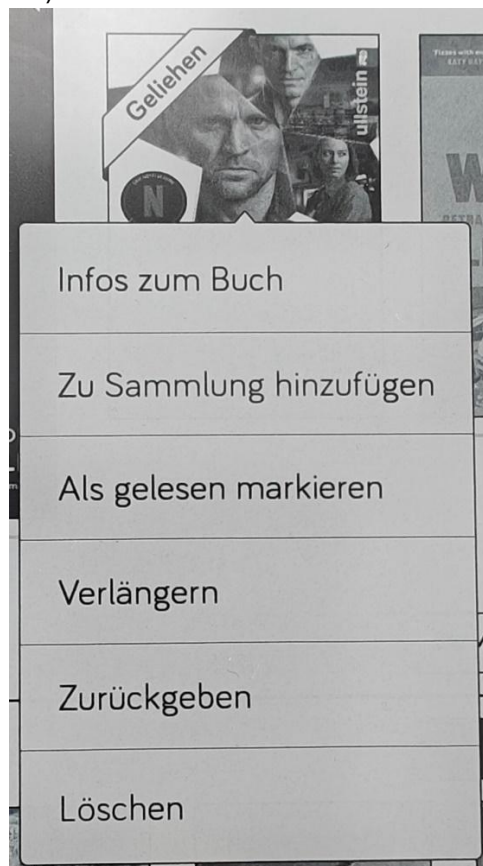 Geliehen
ullstein
N
Infos zum Buch
Zu Sammlung hinzufügen
Als gelesen markieren
Verlängern
Zurückgeben
Löschen